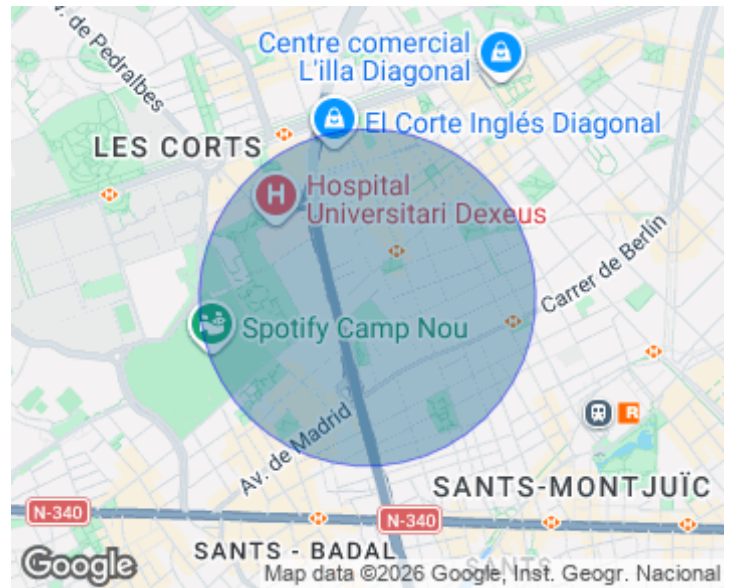 Av. de Pedralbes
Centre comercial
L'illa Diagonal
El Corte Inglés Diagonal
LES CORTS
H
Hospital
Universitari Dexeus
Carrer de Berlín
Spotify Camp Nou
R
Av. de Madrid
SANTS-MONTJUÏC
N-340
N-340
SANTS - BADAL
SANTS
Google
Map data ©2026 Google, Inst. Geogr. Nacional